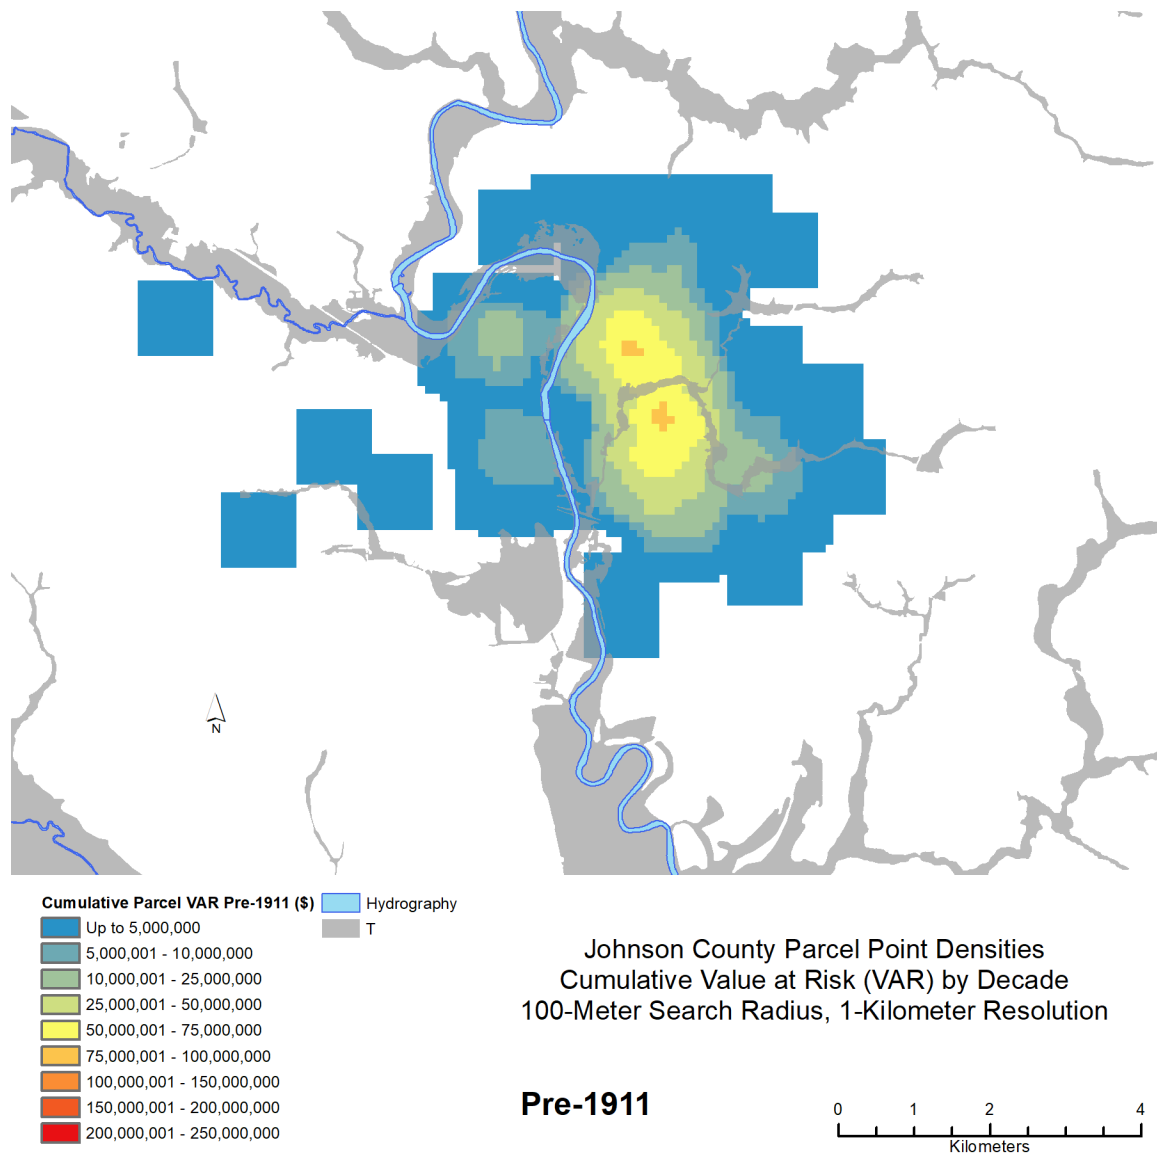 N
Cumulative Parcel VAR Pre-1911 ($)
Up to 5,000,000
5,000,001 - 10,000,000
10,000,001 - 25,000,000
25,000,001 - 50,000,000
50,000,001 - 75,000,000
75,000,001 - 100,000,000
100,000,001 - 150,000,000
150,000,001 - 200,000,000
200,000,001 - 250,000,000
Hydrography
T
Johnson County Parcel Point Densities
Cumulative Value at Risk (VAR) by Decade
100-Meter Search Radius, 1-Kilometer Resolution
Pre-1911
0 1 2 4
Kilometers